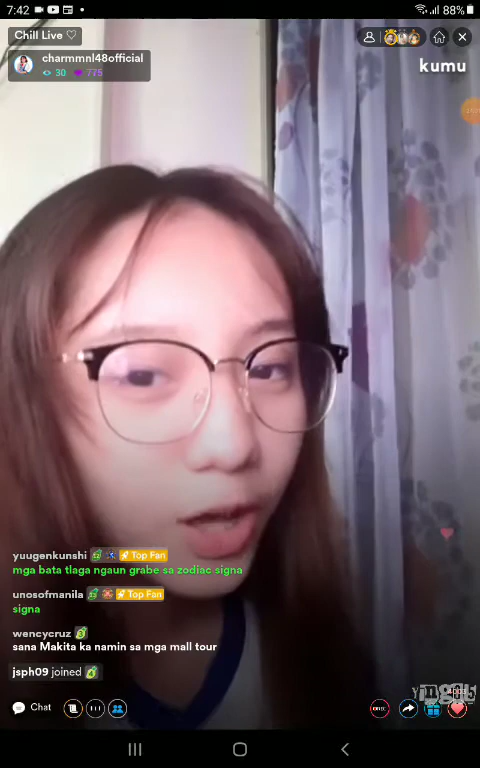 7:42
88%
Chill Live ♡
charmmnl48official
30 775
kumu
yuugenkunshi Top Fan
mga bata tlaga ngaun grabe sa zodiac signa
unosofmanila Top Fan
signa
wencycruz
sana Makita ka namin sa mga mall tour
jsph09 joined
Chat